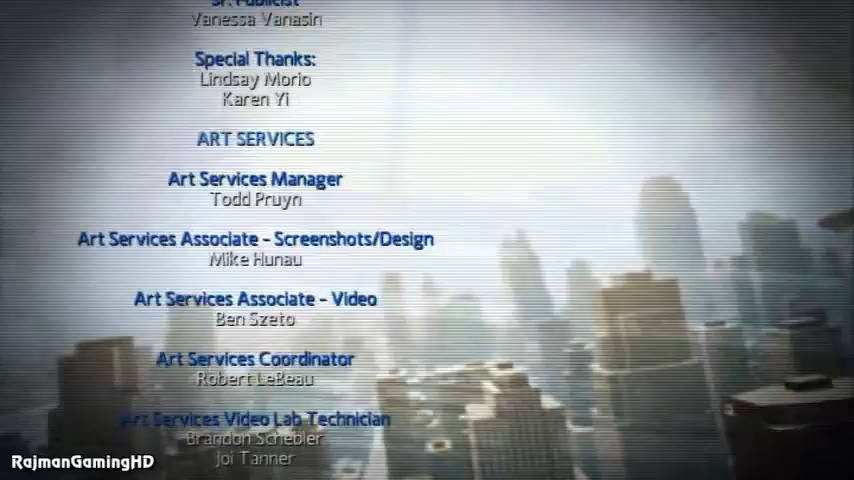 Sr. Publicist
Vanessa Vanasin
Special Thanks:
Lindsay Morio
Karen Yi
ART SERVICES
Art Services Manager
Todd Pruyn
Art Services Associate - Screenshots/Design
Mike Hunau
Art Services Associate - Video
Ben Szeto
Art Services Coordinator
Robert LeBeau
Art Services Video Lab Technician
Brandon Schebler
Joi Tanner
RajmanGamingHD